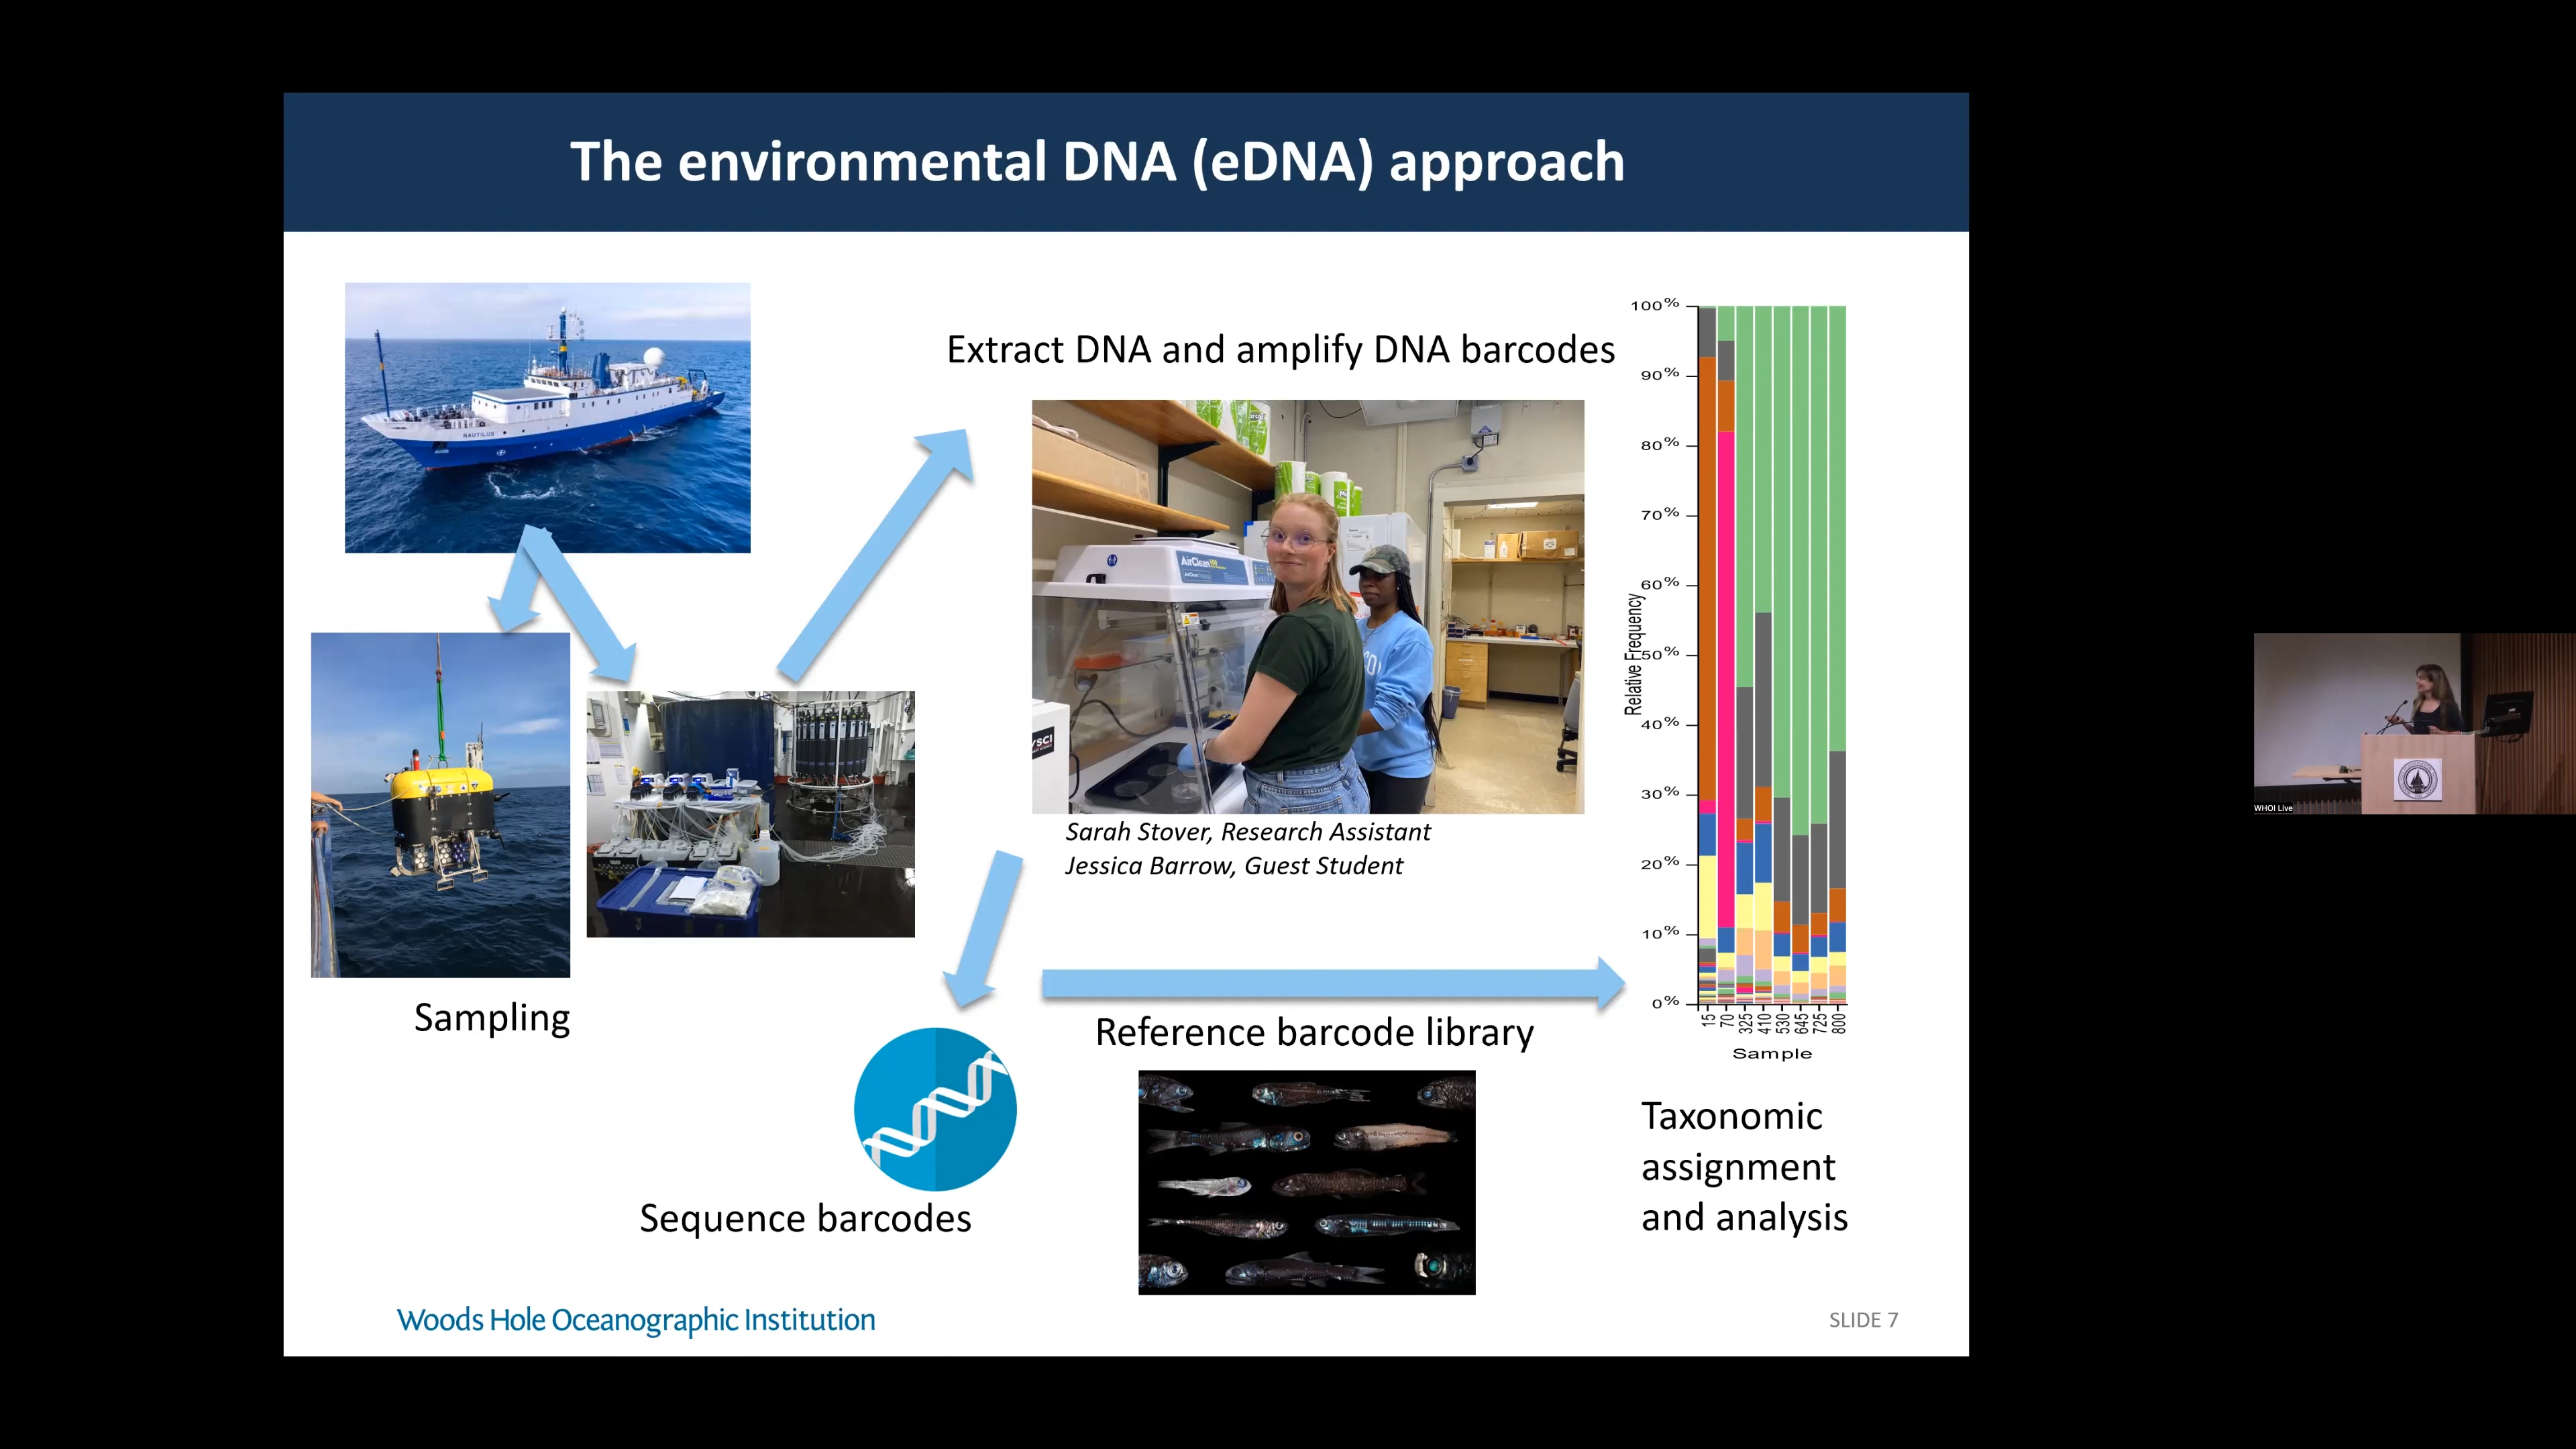 The environmental DNA (eDNA) approach
NAUTILUS
Extract DNA and amplify DNA barcodes
AirClean
SCI
Sarah Stover, Research Assistant
Jessica Barrow, Guest Student
Sampling
Sequence barcodes
Reference barcode library
100%
90%
80%
70%
60%
50%
40%
30%
20%
10%
0%
Relative Frequency
15
70
325
410
530
645
725
800
Sample
Taxonomic
assignment
and analysis
Woods Hole Oceanographic Institution
SLIDE 7
WHOI Live